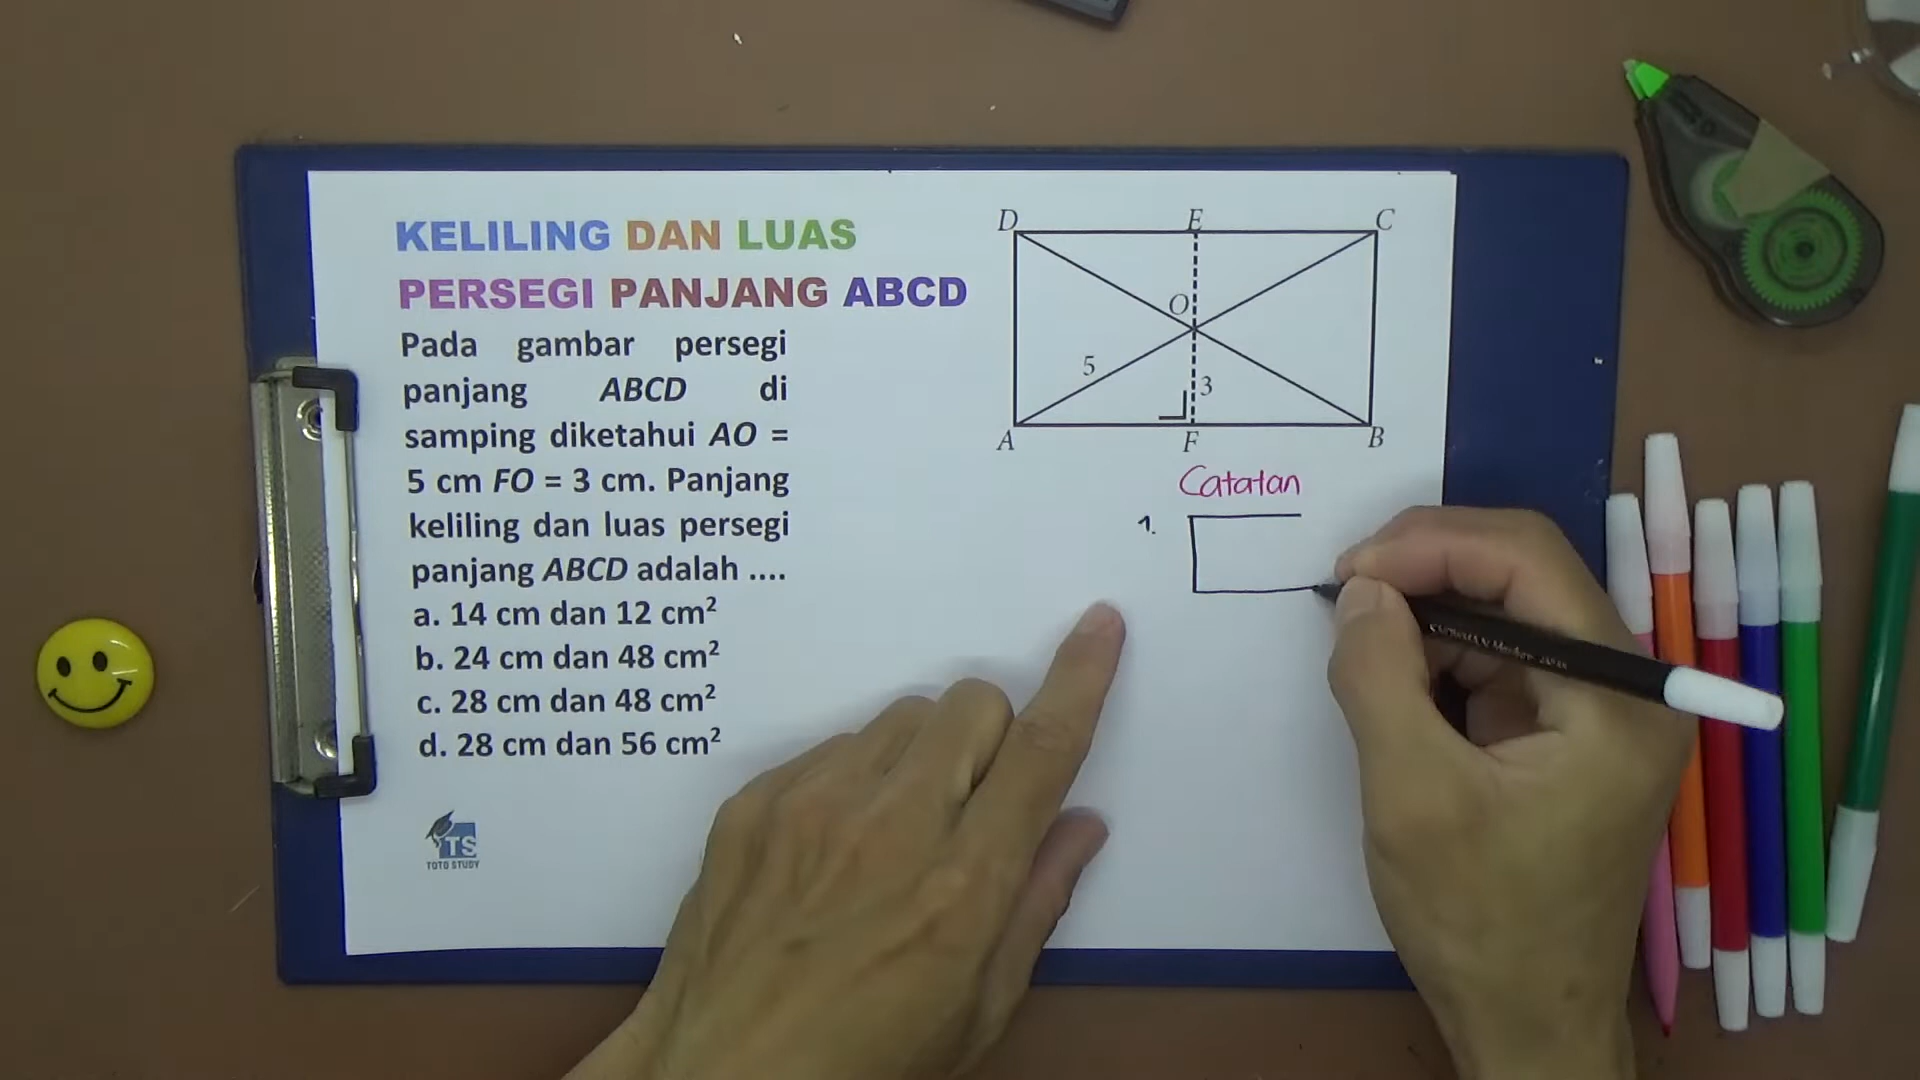 KELILING DAN LUAS
PERSEGI PANJANG ABCD
Pada gambar persegi
panjang ABCD di
samping diketahui AO =
5 cm FO = 3 cm. Panjang
keliling dan luas persegi
panjang ABCD adalah ....
a. 14 cm dan 12 cm²
b. 24 cm dan 48 cm²
c. 28 cm dan 48 cm²
d. 28 cm dan 56 cm²
TS
TOTO STUDY
D E C
O
5
3
A F B
Catatan
1.